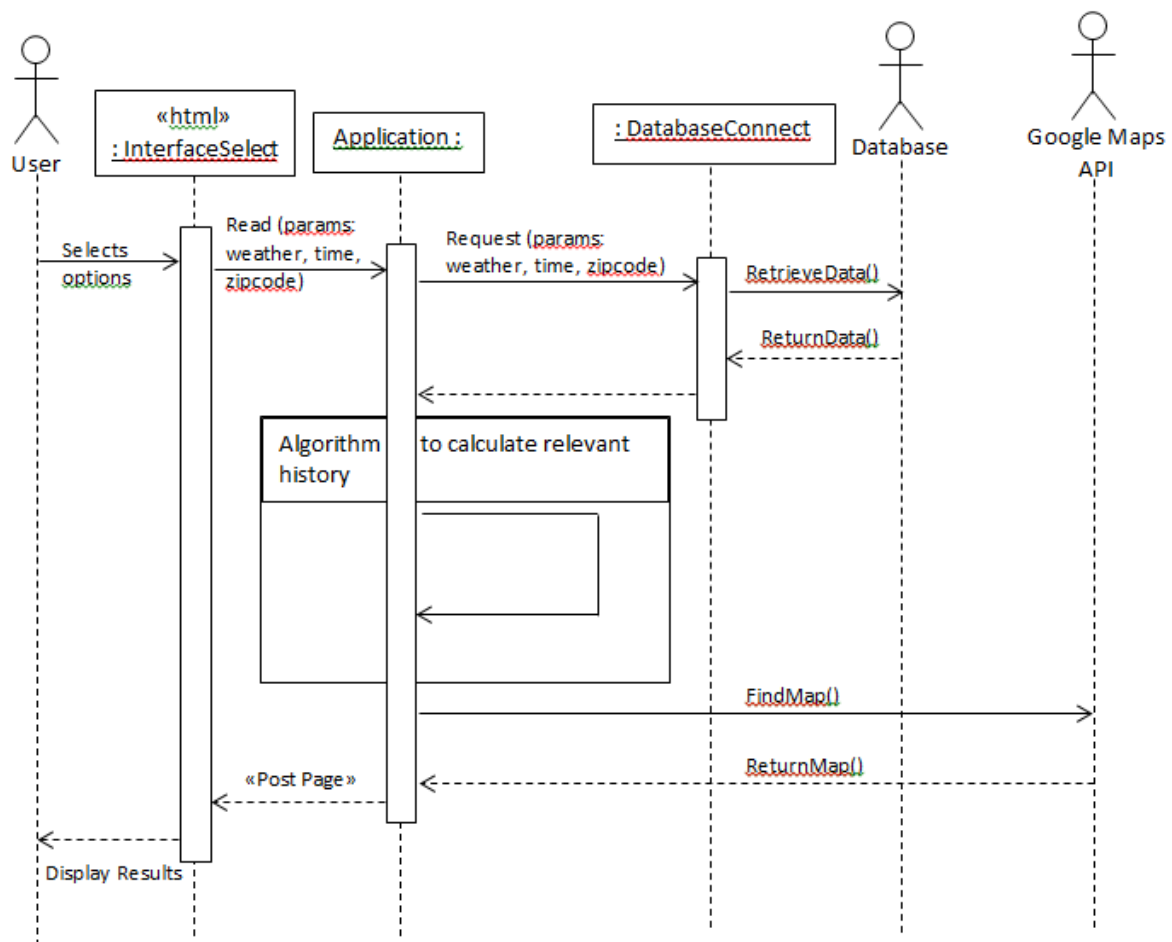 «html»
: InterfaceSelect
Application :
: DatabaseConnect
User
Database
Google Maps
API
Selects
options
Read (params:
weather, time,
zipcode)
Request (params:
weather, time, zipcode)
RetrieveData()
ReturnData()
Algorithm to calculate relevant
history
FindMap()
ReturnMap()
«Post Page»
Display Results